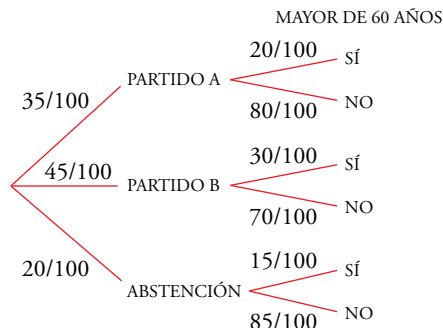 MAYOR DE 60 AÑOS
20/100
SÍ
PARTIDO A
35/100
80/100
NO
30/100
SÍ
45/100
PARTIDO B
70/100
NO
20/100
15/100
SÍ
ABSTENCIÓN
85/100
NO